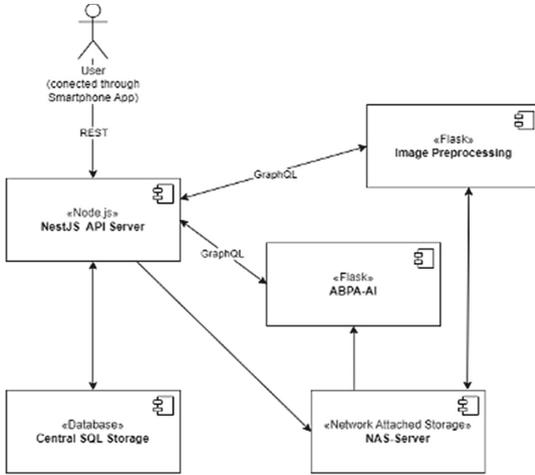 User
(conected through
Smartphone App)
REST
«Flask»
Image Preprocessing
GraphQL
«Node.js»
NestJS API Server
GraphQL
«Flask»
ABPA-AI
«Database»
Central SQL Storage
«Network Attached Storage»
NAS-Server